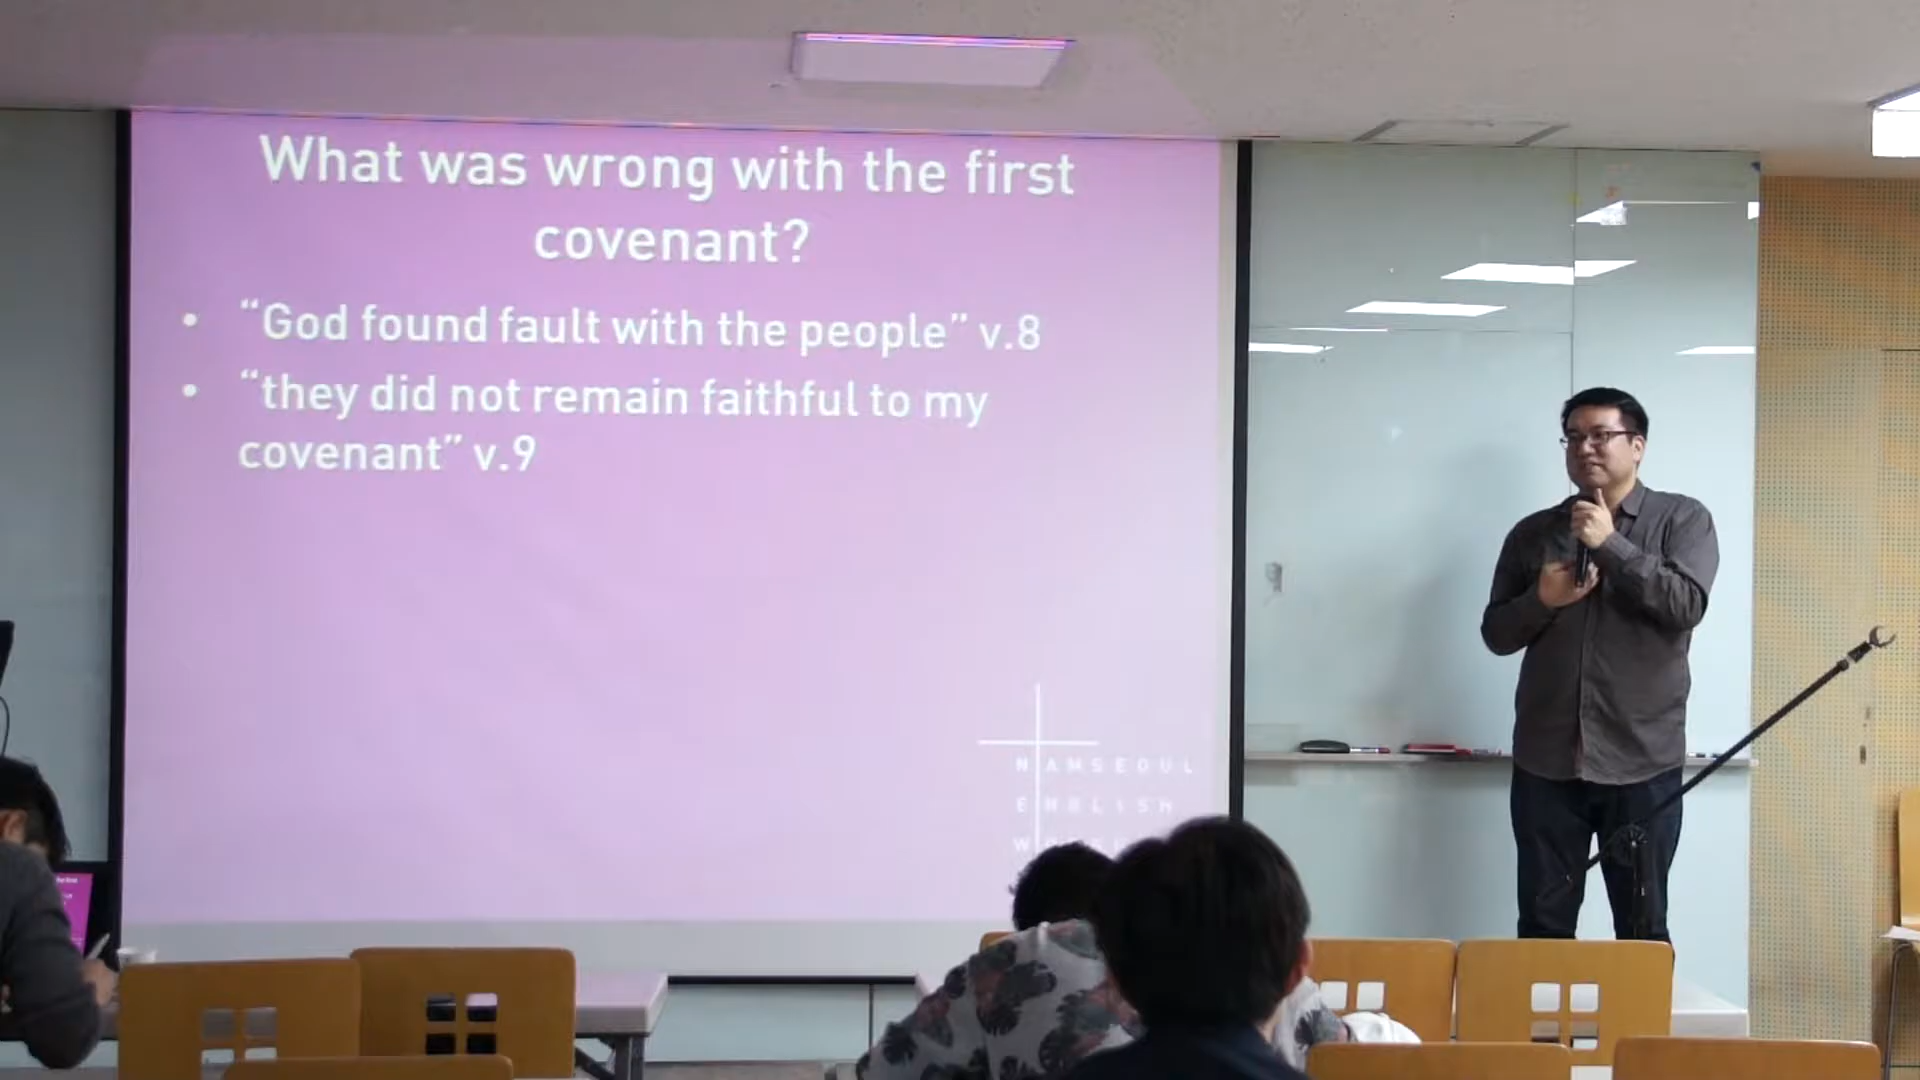 What was wrong with the first
covenant?
• “God found fault with the people” v.8
• “they did not remain faithful to my
covenant” v.9
NAMSEOUL
ENGLISH